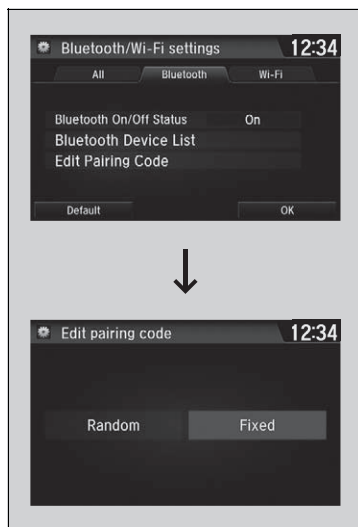 Bluetooth/Wi-Fi settings 12:34
All Bluetooth Wi-Fi
Bluetooth On/Off Status On
Bluetooth Device List
Edit Pairing Code
Default OK
Edit pairing code 12:34
Random Fixed